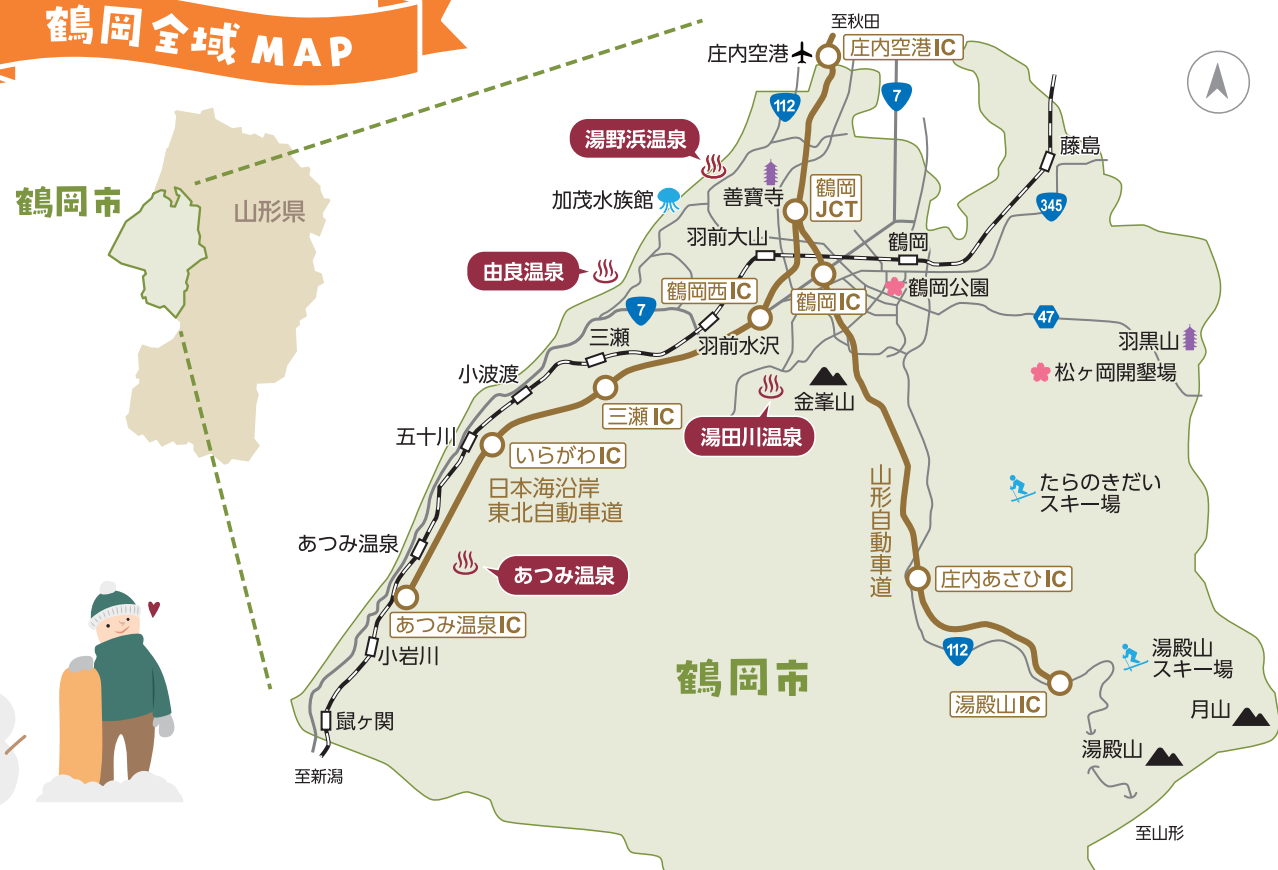 鶴岡全域 MAP
至秋田
庄内空港
庄内空港IC
112
7
藤島
湯野浜温泉
鶴岡市
山形県
加茂水族館
善寳寺
鶴岡
JCT
345
羽前大山
鶴岡
由良温泉
鶴岡西IC
鶴岡IC
鶴岡公園
7
47
三瀬
羽前水沢
羽黒山
松ヶ岡開墾場
小波渡
三瀬IC
金峯山
五十川
いらがわIC
湯田川温泉
日本海沿岸
東北自動車道
山形自動車道
たらのきだい
スキー場
あつみ温泉
あつみ温泉
庄内あさひIC
あつみ温泉IC
小岩川
112
湯殿山
スキー場
鶴岡市
湯殿山IC
月山
鼠ヶ関
湯殿山
至新潟
至山形